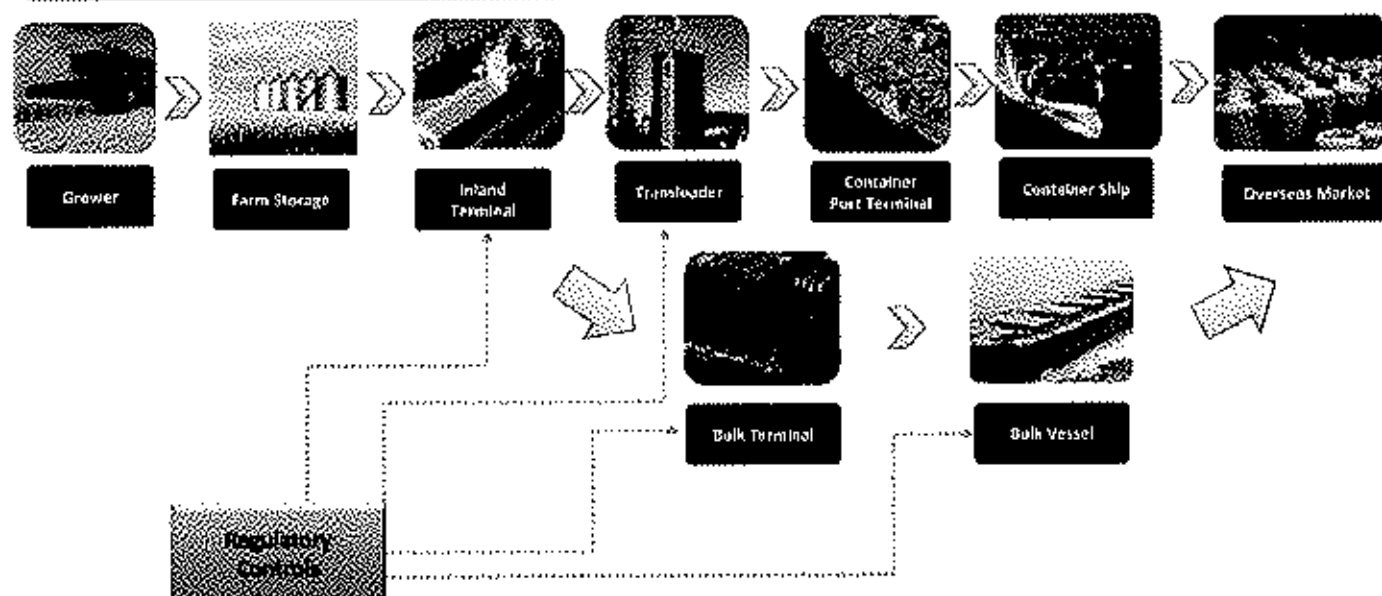 Grower
Farm Storage
Inland
Terminal
Transloader
Container
Port Terminal
Container Ship
Overseas Market
Bulk Terminal
Bulk Vessel
Regulatory
Controls